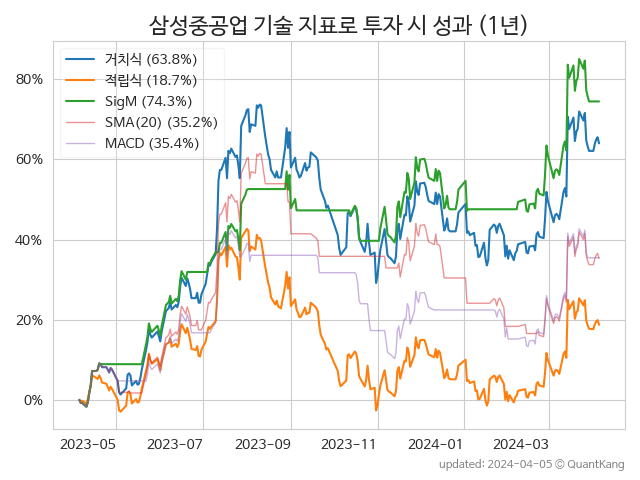 삼성중공업 기술 지표로 투자 시 성과 (1년)
거치식 (63.8%)
적립식 (18.7%)
SigM (74.3%)
SMA(20) (35.2%)
MACD (35.4%)
80%
60%
40%
20%
0%
2023-05 2023-07 2023-09 2023-11 2024-01 2024-03
updated: 2024-04-05 © QuantKang